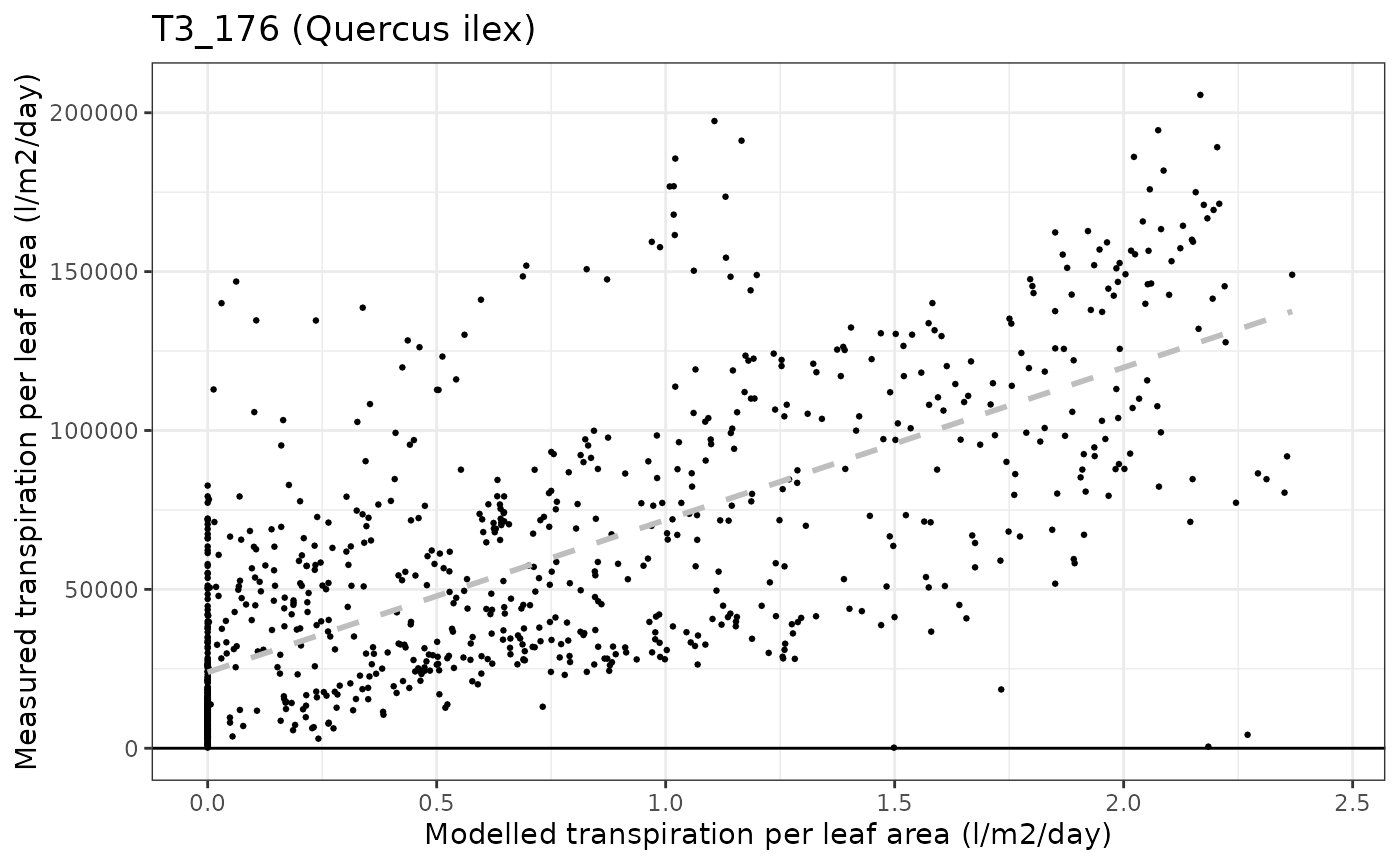 T3_176 (Quercus ilex)
Measured transpiration per leaf area (l/m2/day)
200000
150000
100000
50000
0
0.0 0.5 1.0 1.5 2.0 2.5
Modelled transpiration per leaf area (l/m2/day)